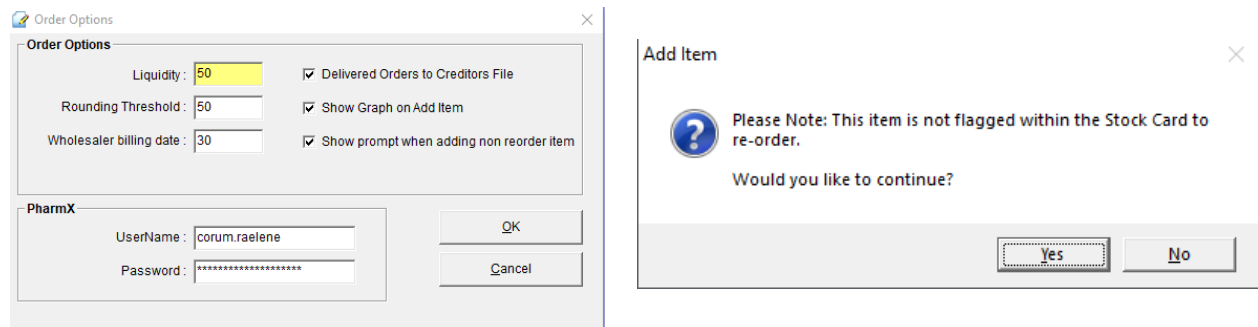 Order Options
Order Options
Liquidity : 50
Delivered Orders to Creditors File
Rounding Threshold : 50
Show Graph on Add Item
Wholesaler billing date : 30
Show prompt when adding non reorder item
PharmX
UserName : corum.raelene
Password : ********************
OK
Cancel
Add Item
Please Note: This item is not flagged within the Stock Card to
re-order.
Would you like to continue?
Yes
No